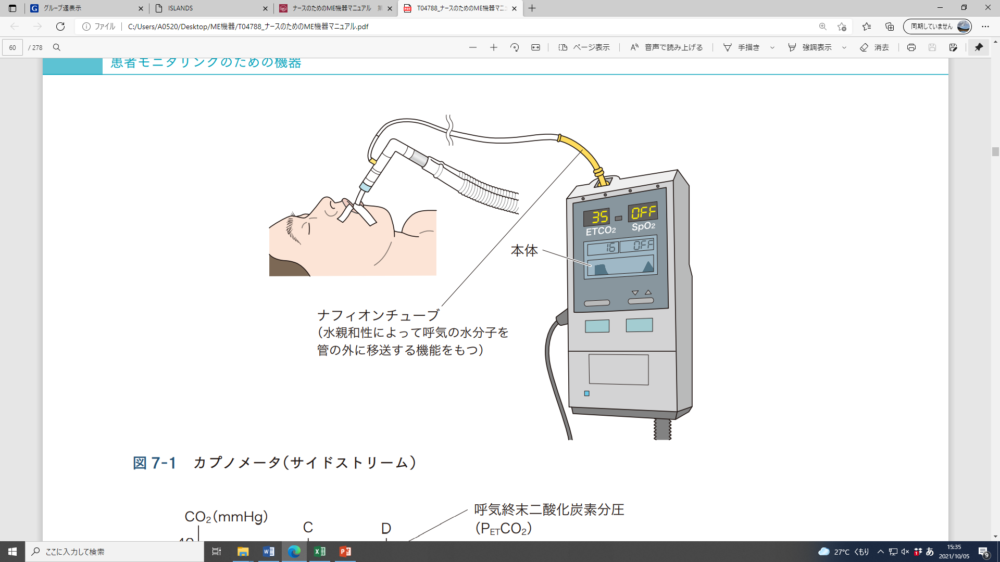 グループ週表示
ISLANDS
ナースのためのME機器マニュアル 第
T04788_ナースのためのME機器マニュ
ファイル
C:/Users/A0520/Desktop/ME機器/T04788_ナースのためのME機器マニュアル.pdf
同期していません
60 / 278
ページ表示
音声で読み上げる
手描き
強調表示
消去
患者モニタリングのための機器
35 OFF
ETCO2 SpO2
16 OFF
本体
ナフィオンチューブ
（水親和性によって呼気の水分子を
管の外に移送する機能をもつ）
図 7-1 カプノメータ（サイドストリーム）
CO2（mmHg）
C
D
呼気終末二酸化炭素分圧
（PETCO2）
40
ここに入力して検索
27°C くもり
あ
15:35
2021/10/05
9